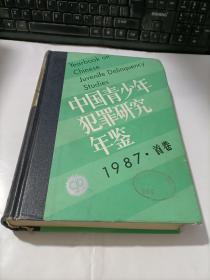 Yearbook on
Chinese
Juvenile Delinquency
Studies
中国青少年
犯罪研究
年鉴
1987·首卷